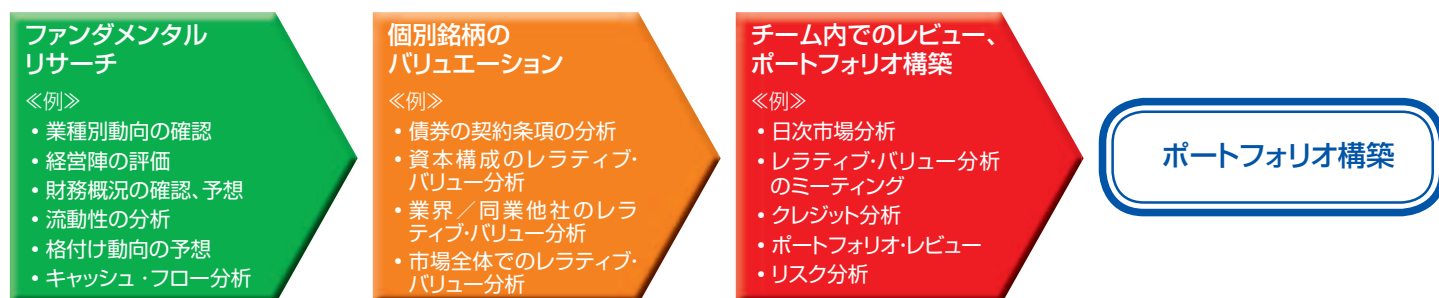 ファンダメンタル
リサーチ
≪例≫
・業種別動向の確認
・経営陣の評価
・財務概況の確認、予想
・流動性の分析
・格付け動向の予想
・キャッシュ・フロー分析
個別銘柄の
バリュエーション
≪例≫
・債券の契約条項の分析
・資本構成のレラティブ・
バリュー分析
・業界／同業他社のレラ
ティブ・バリュー分析
・市場全体でのレラティブ・
バリュー分析
チーム内でのレビュー、
ポートフォリオ構築
≪例≫
・日次市場分析
・レラティブ・バリュー分析
のミーティング
・クレジット分析
・ポートフォリオ・レビュー
・リスク分析
ポートフォリオ構築